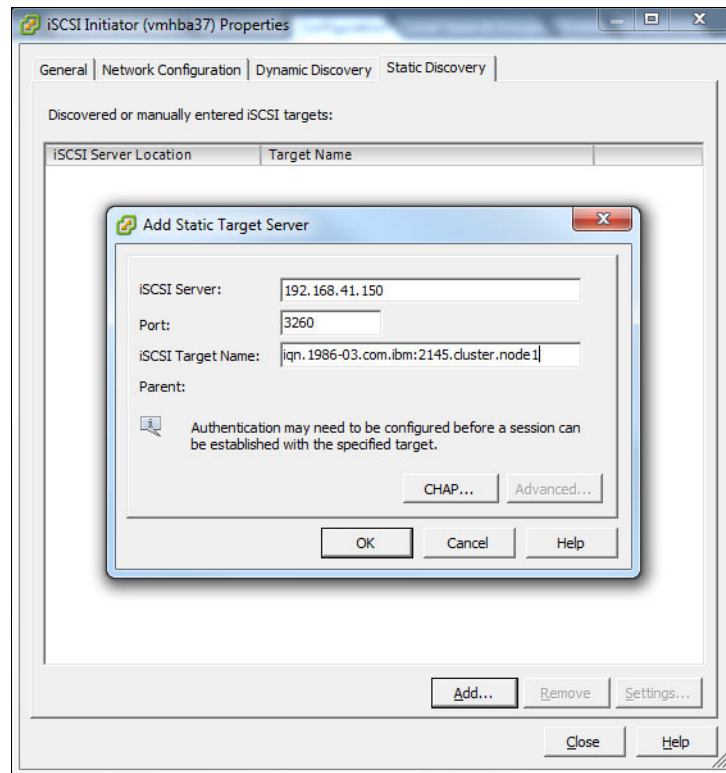 iSCSI Initiator (vmhba37) Properties
General Network Configuration Dynamic Discovery Static Discovery
Discovered or manually entered iSCSI targets:
iSCSI Server Location Target Name
Add Static Target Server
iSCSI Server: 192.168.41.150
Port: 3260
iSCSI Target Name: iqn.1986-03.com.ibm:2145.cluster.node1
Parent:
Authentication may need to be configured before a session can
be established with the specified target.
CHAP... Advanced...
OK Cancel Help
Add... Remove Settings...
Close Help